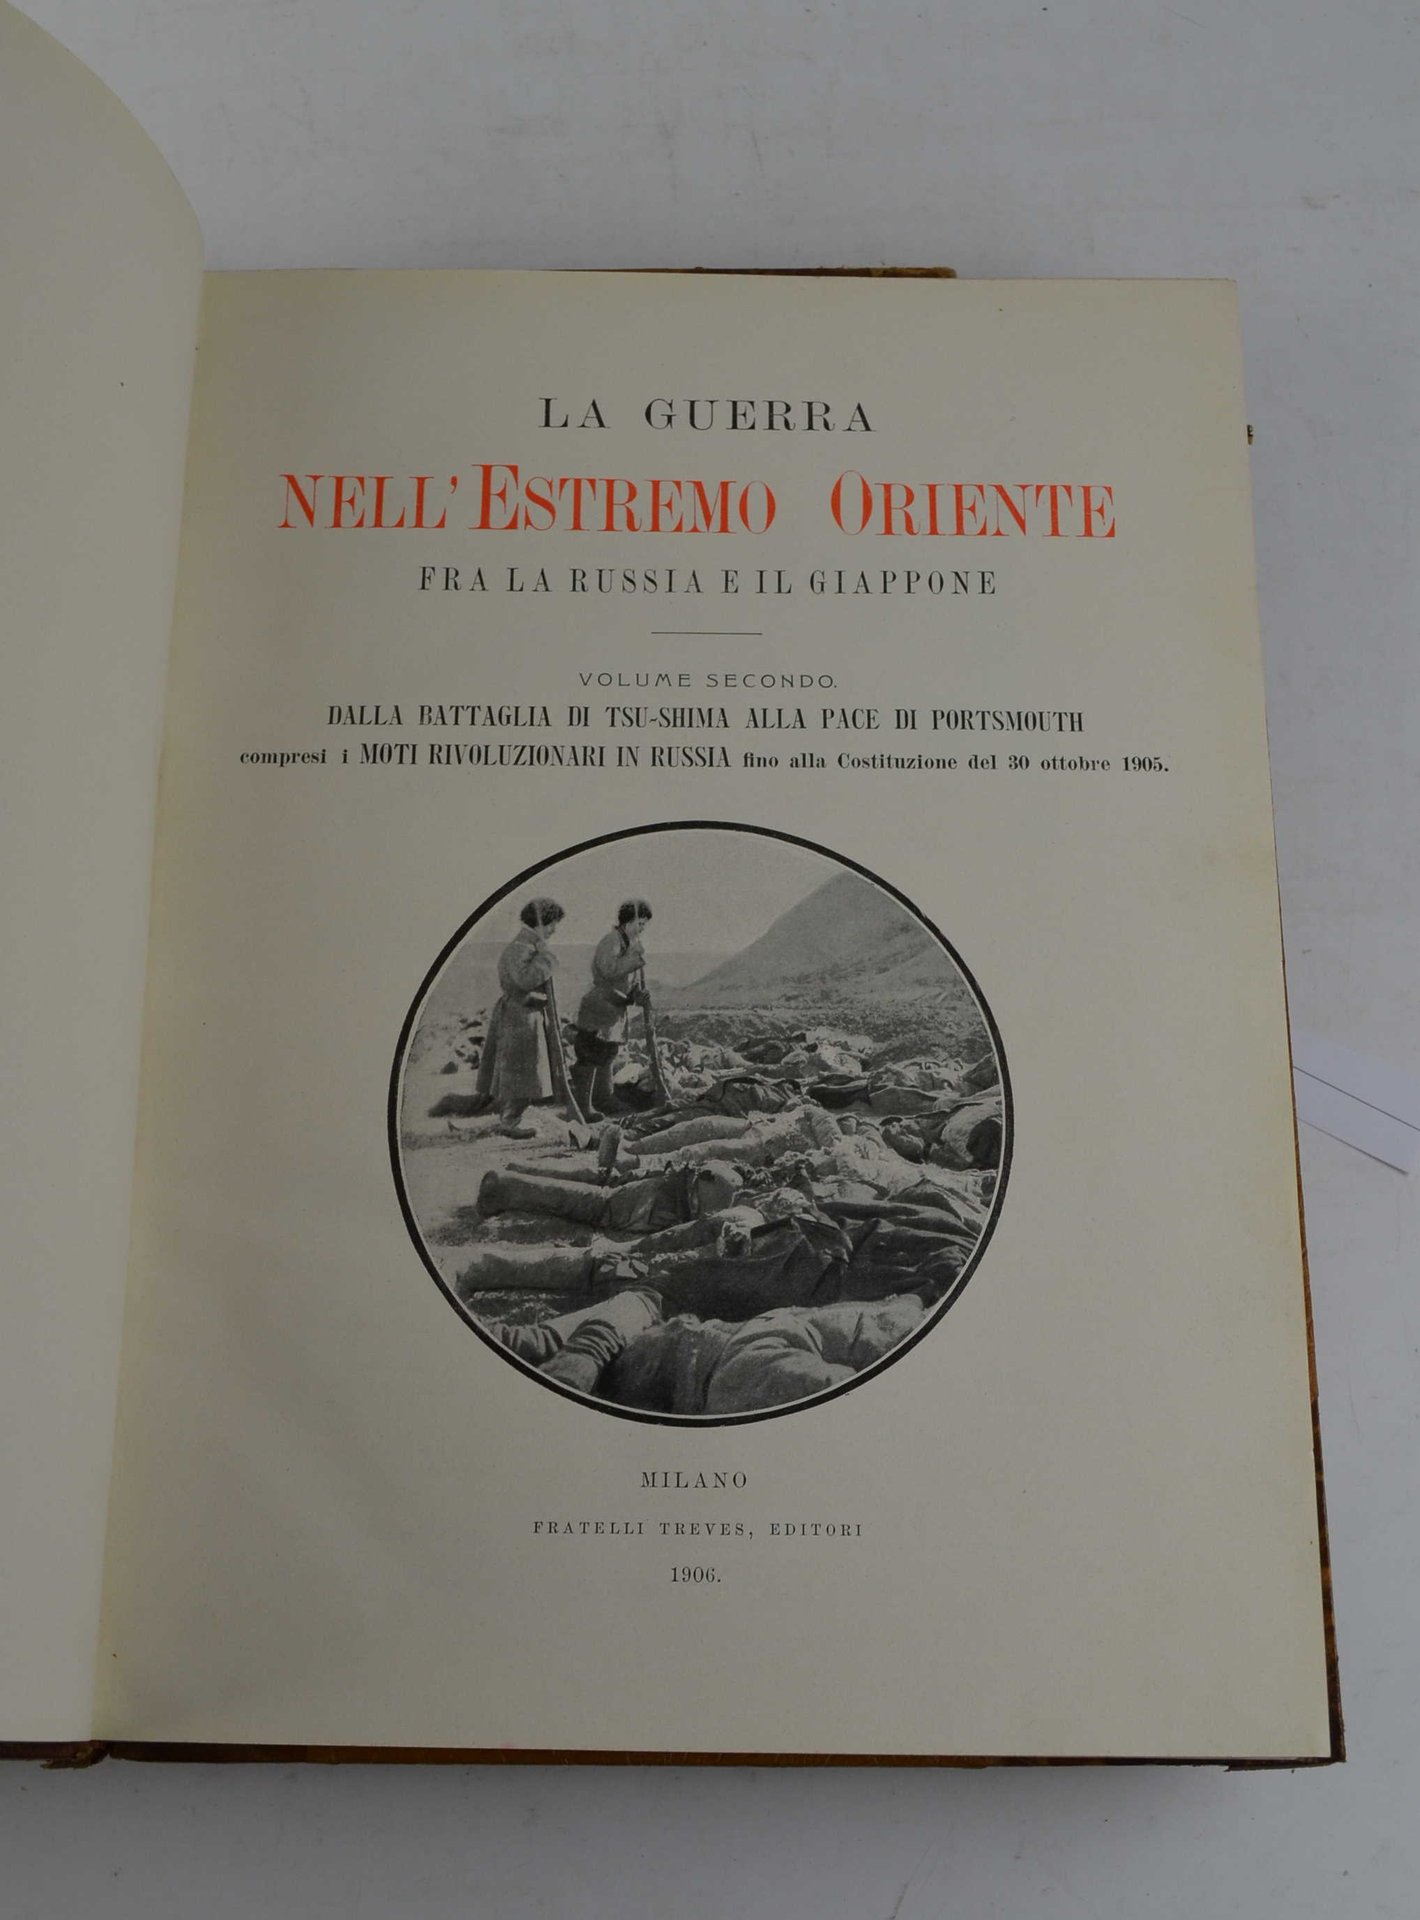 LA GUERRA
NELL'ESTREMO ORIENTE
FRA LA RUSSIA E IL GIAPPONE
VOLUME SECONDO.
DALLA BATTAGLIA DI TSU-SHIMA ALLA PACE DI PORTSMOUTH
compresi i MOTI RIVOLUZIONARI IN RUSSIA fino alla Costituzione del 30 ottobre 1905.
MILANO
FRATELLI TREVES, EDITORI
1906.